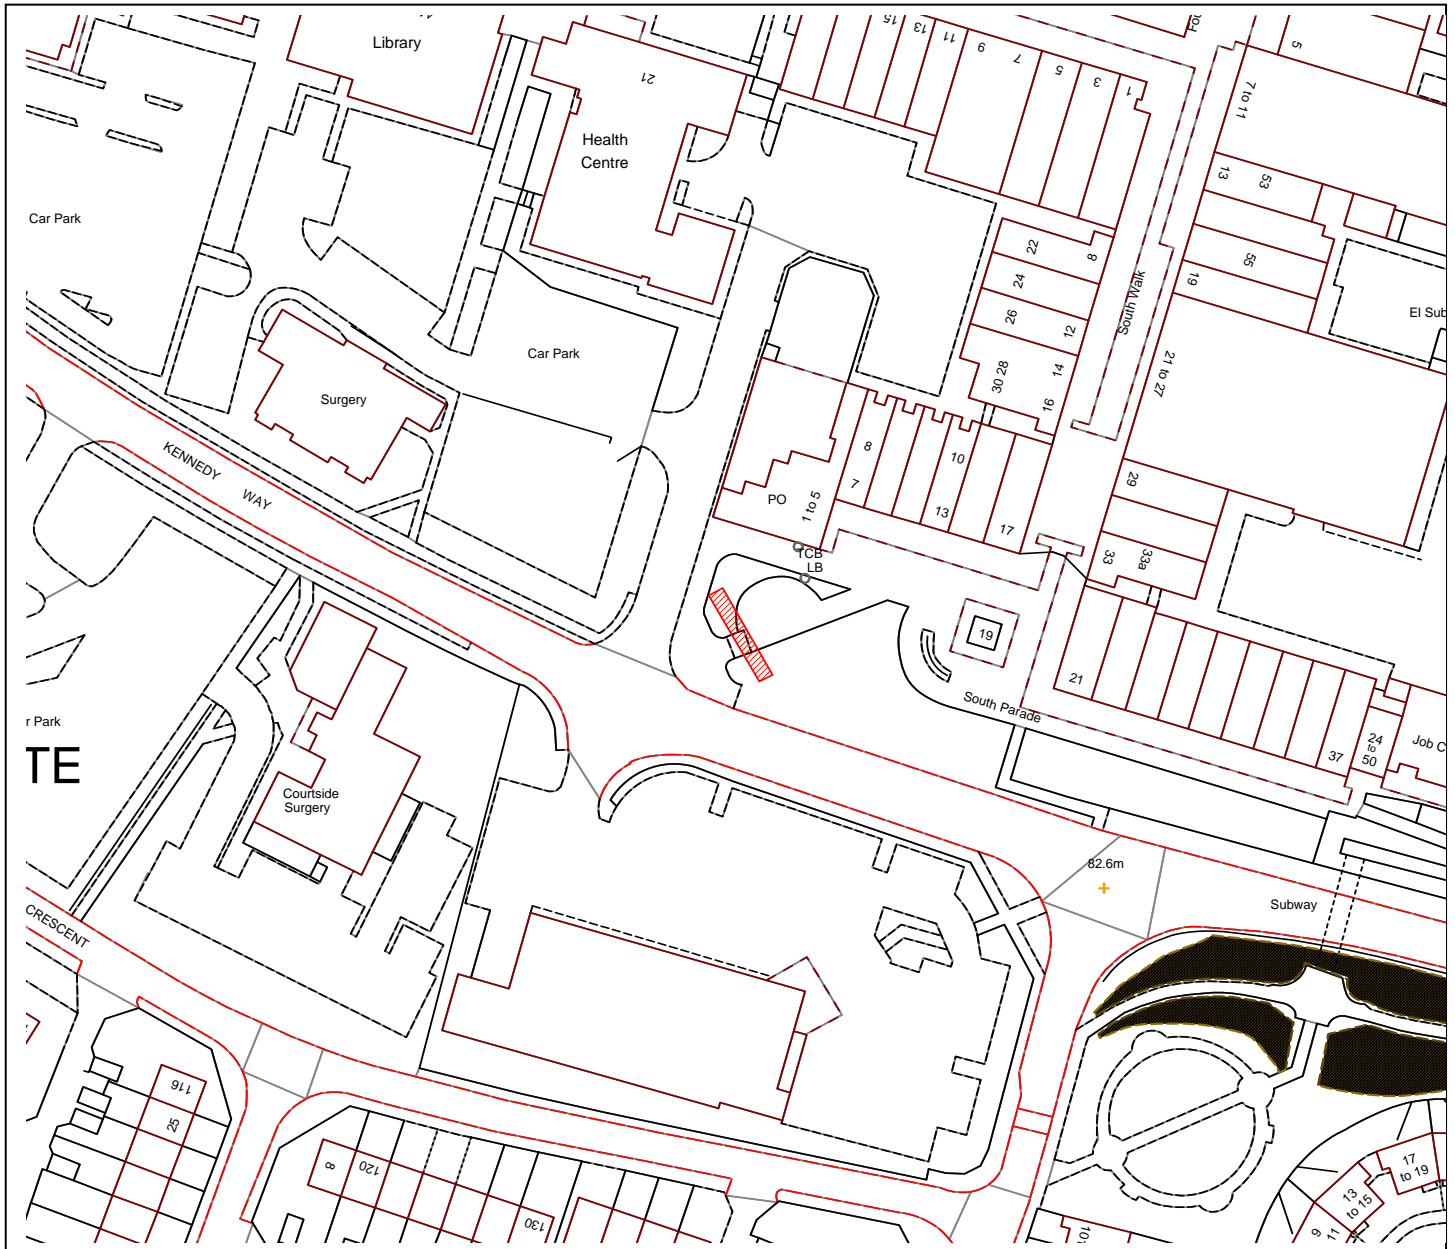 Library
21
Health
Centre
15
13
11
9
7
5
3
1
5
7 to 11
13
53
55
19
El Sub
Car Park
22
8
24
26
12
30 28
14
16
South Walk
21 to 27
Car Park
Surgery
KENNEDY
WAY
8
7
10
13
17
PO
1 to 5
TCB
LB
29
33
33a
19
21
South Parade
37
24
to
50
Job C
r Park
TE
Courtside
Surgery
82.6m
Subway
CRESCENT
116
25
8
120
130
17
to 19
13
to 15
9
11